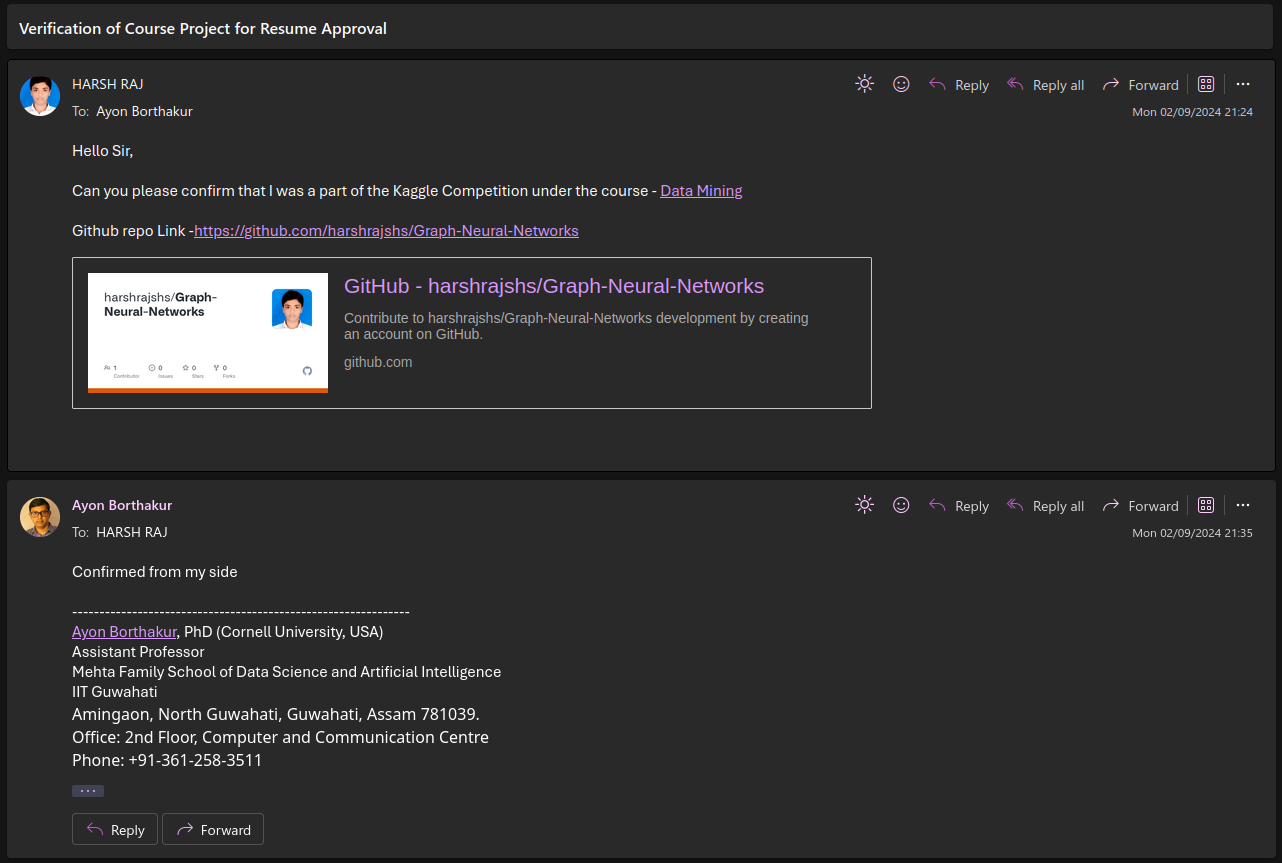 Verification of Course Project for Resume Approval
HARSH RAJ
Reply
Reply all
Forward
To: Ayon Borthakur
Mon 02/09/2024 21:24
Hello Sir,
Can you please confirm that I was a part of the Kaggle Competition under the course - Data Mining
Github repo Link -https://github.com/harshrajshs/Graph-Neural-Networks
harshrajshs/Graph-
Neural-Networks
1 0 0 0
Contributor Issues Stars Forks
GitHub - harshrajshs/Graph-Neural-Networks
Contribute to harshrajshs/Graph-Neural-Networks development by creating
an account on GitHub.
github.com
Ayon Borthakur
Reply
Reply all
Forward
To: HARSH RAJ
Mon 02/09/2024 21:35
Confirmed from my side
--------------------------------------------------------------
Ayon Borthakur, PhD (Cornell University, USA)
Assistant Professor
Mehta Family School of Data Science and Artificial Intelligence
IIT Guwahati
Amingaon, North Guwahati, Guwahati, Assam 781039.
Office: 2nd Floor, Computer and Communication Centre
Phone: +91-361-258-3511
Reply
Forward